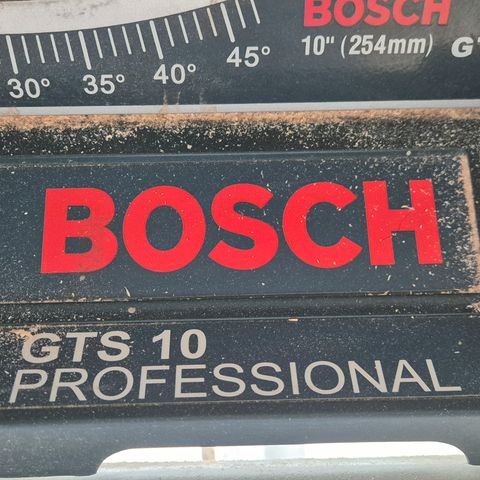 BOSCH
10" (254mm) G
30° 35° 40° 45°
BOSCH
GTS 10
PROFESSIONAL